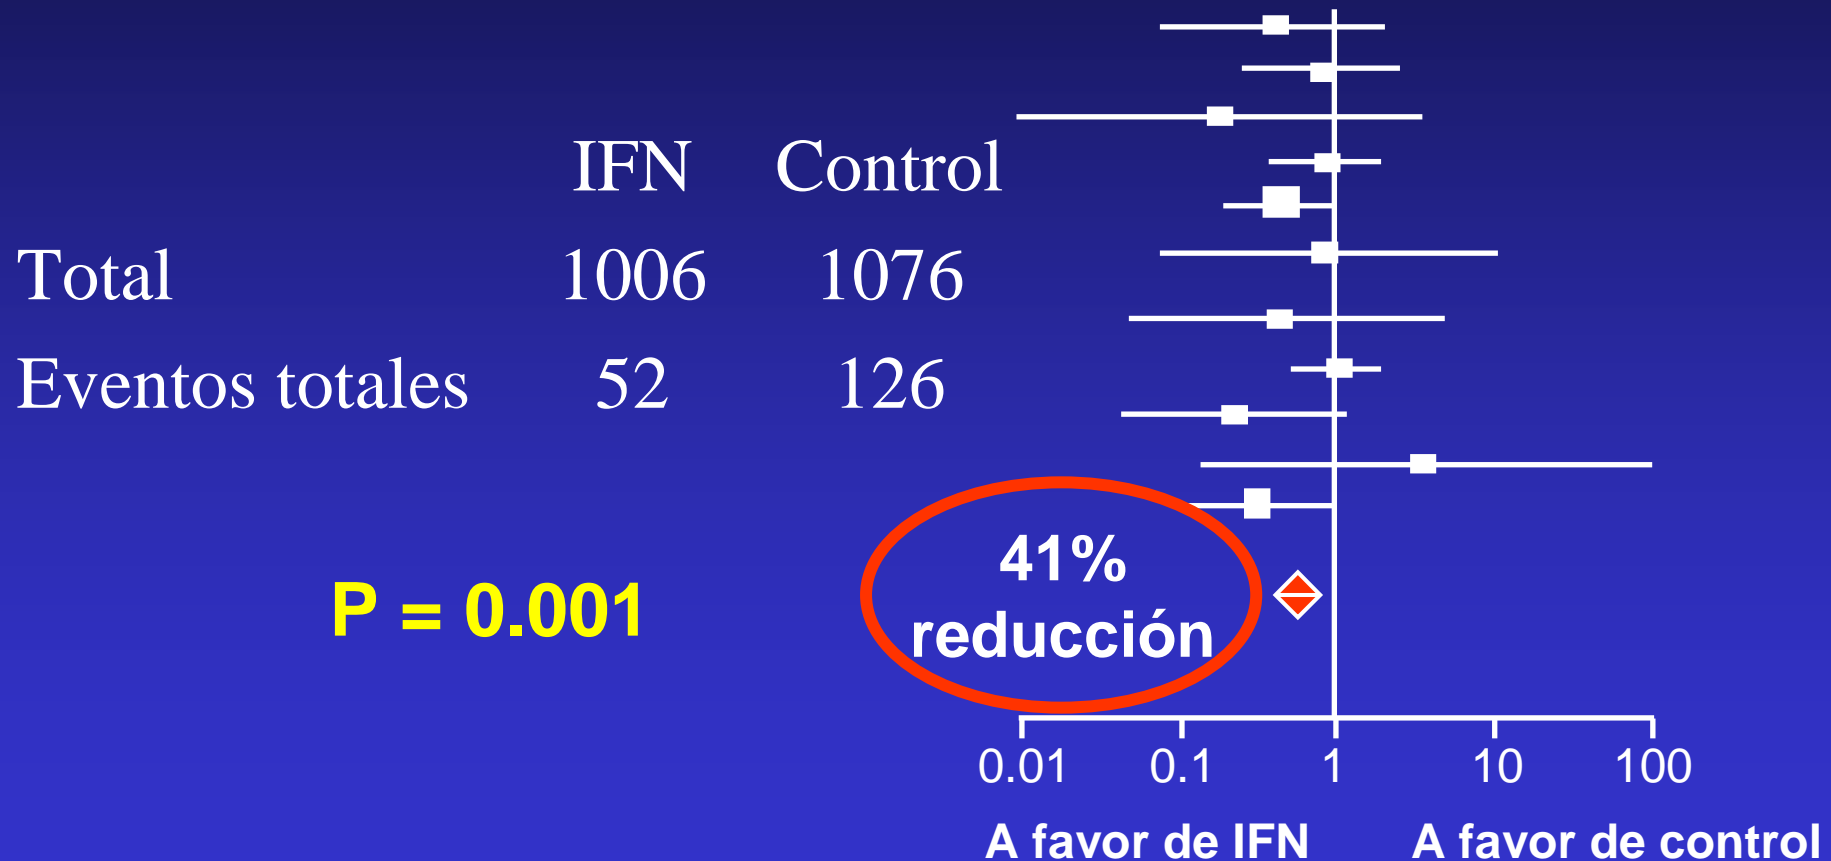 IFN Control
Total 1006 1076
Eventos totales 52 126
P = 0.001
41%
reducción
0.01 0.1 1 10 100
A favor de IFN A favor de control